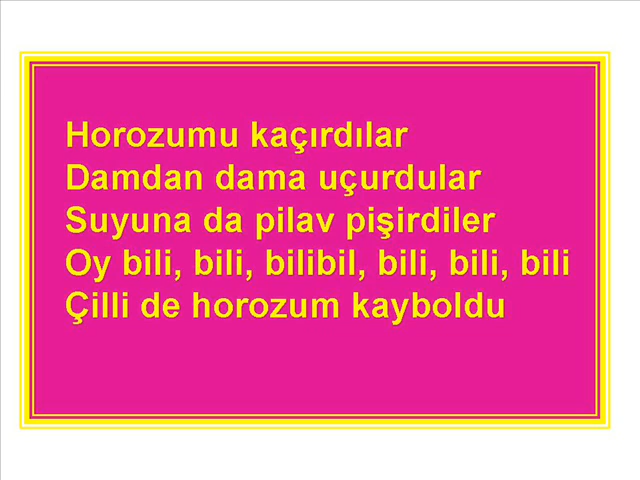 Horozumu kaçırdılar
Damdan dama uçurdular
Suyuna da pilav pişirdiler
Oy bili, bili, bilibil, bili, bili, bili
Çilli de horozum kayboldu